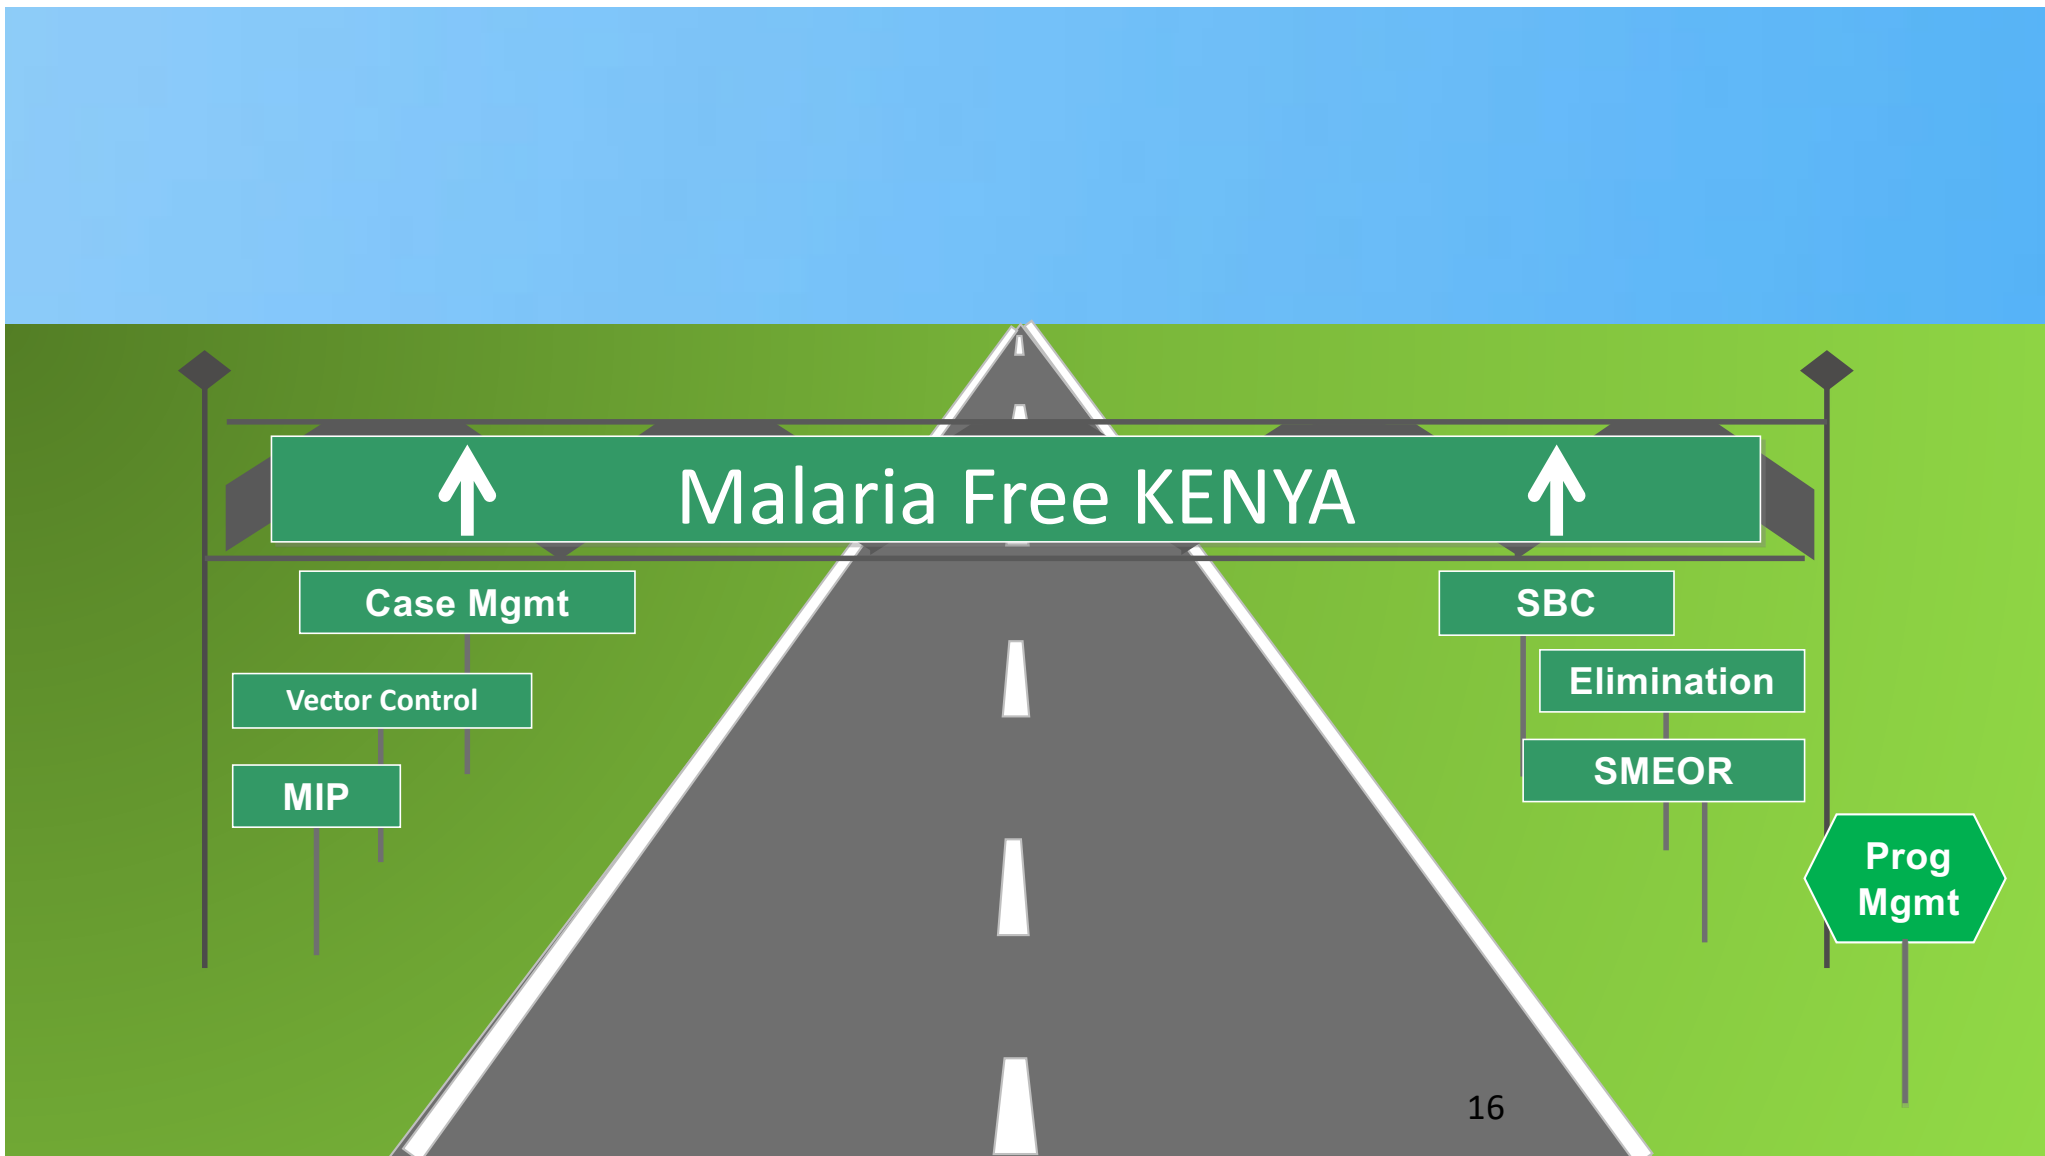 Malaria Free KENYA
Case Mgmt
Vector Control
MIP
SBC
Elimination
SMEOR
Prog
Mgmt
16